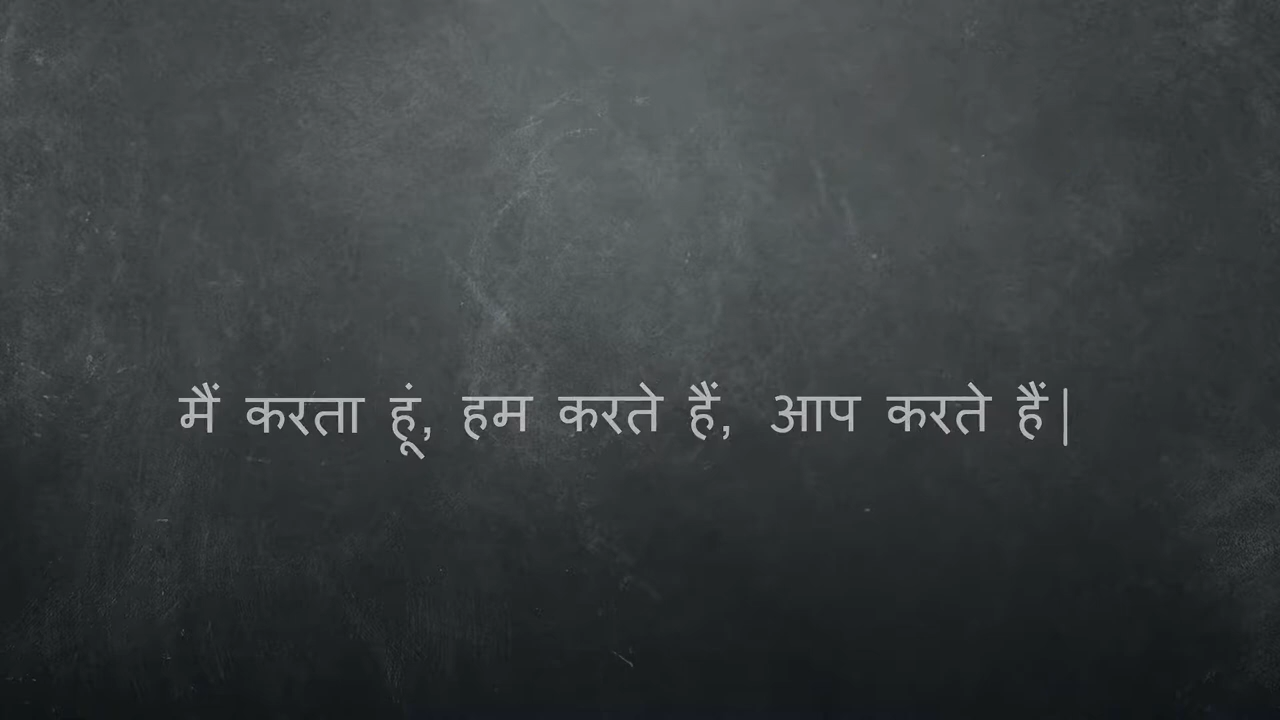 मैं करता हूं, हम करते हैं, आप करते हैं|